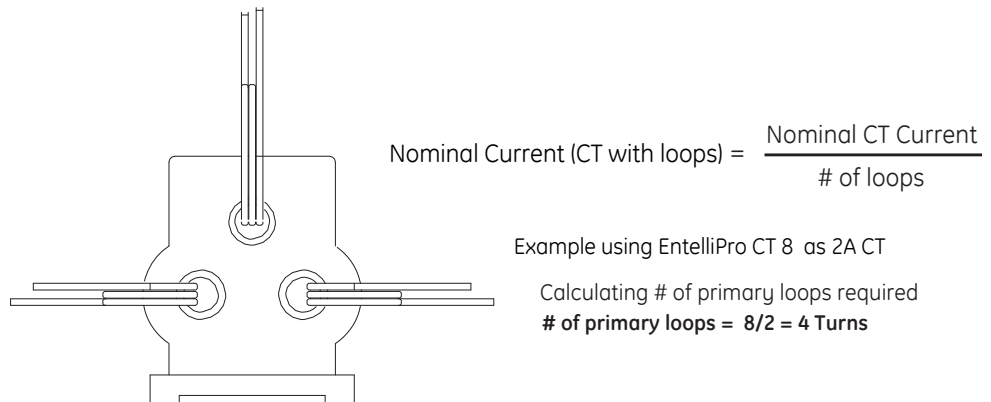 Nominal Current (CT with loops) = Nominal CT Current
# of loops
Example using EntelliPro CT 8 as 2A CT
Calculating # of primary loops required
# of primary loops = 8/2 = 4 Turns